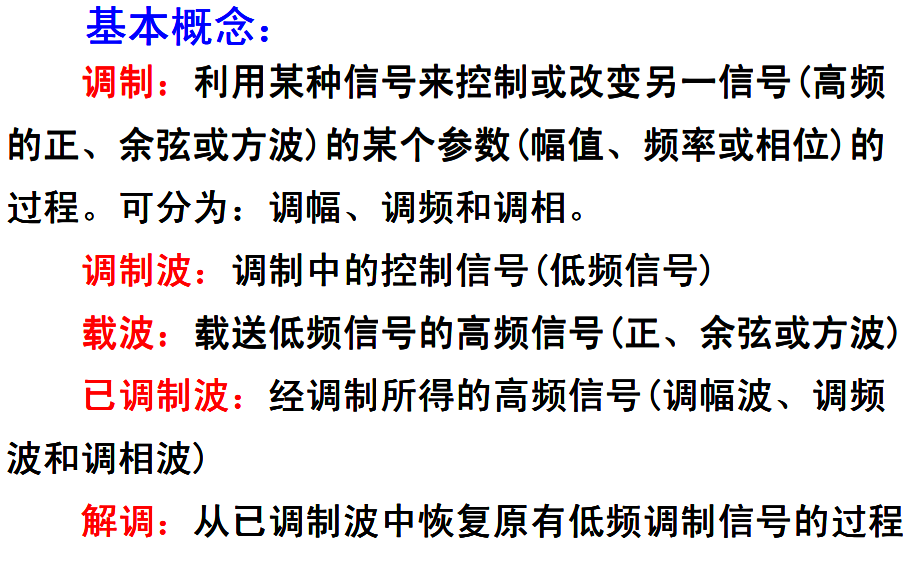 基本概念：
调制：利用某种信号来控制或改变另一信号(高频
的正、余弦或方波)的某个参数(幅值、频率或相位)的
过程。可分为：调幅、调频和调相。
调制波：调制中的控制信号(低频信号)
载波：载送低频信号的高频信号(正、余弦或方波)
已调制波：经调制所得的高频信号(调幅波、调频
波和调相波)
解调：从已调制波中恢复原有低频调制信号的过程